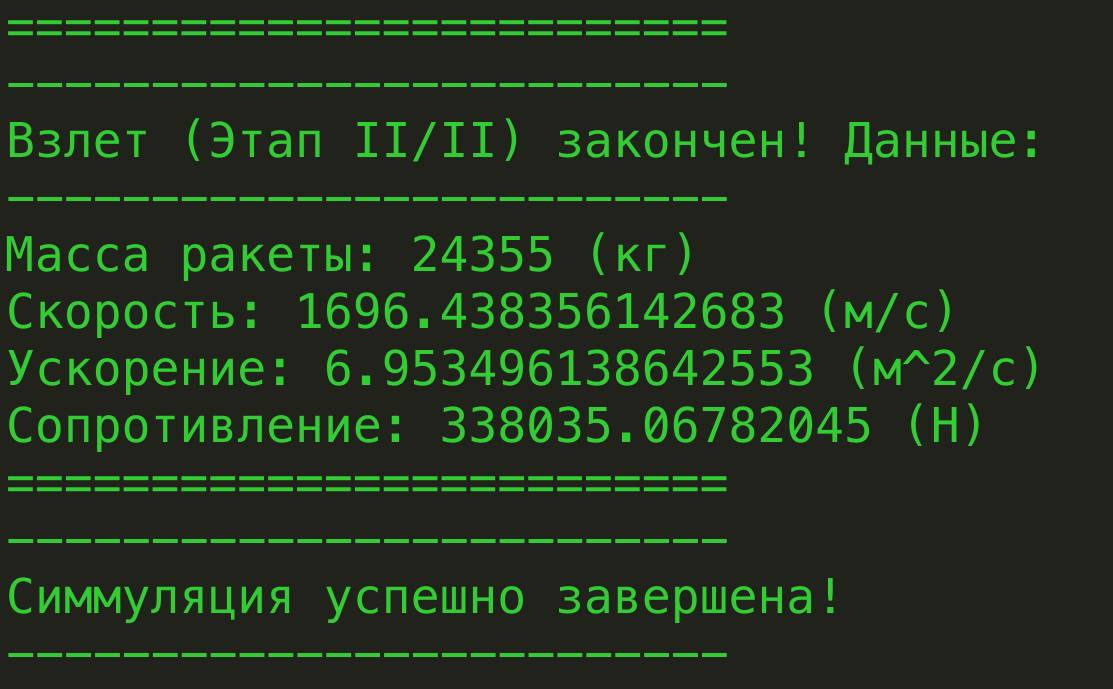 =========================
-------------------------
Взлет (Этап II/II) закончен! Данные:
-------------------------
Масса ракеты: 24355 (кг)
Скорость: 1696.438356142683 (м/с)
Ускорение: 6.953496138642553 (м^2/с)
Сопротивление: 338035.06782045 (Н)
=========================
-------------------------
Симмуляция успешно завершена!
-------------------------